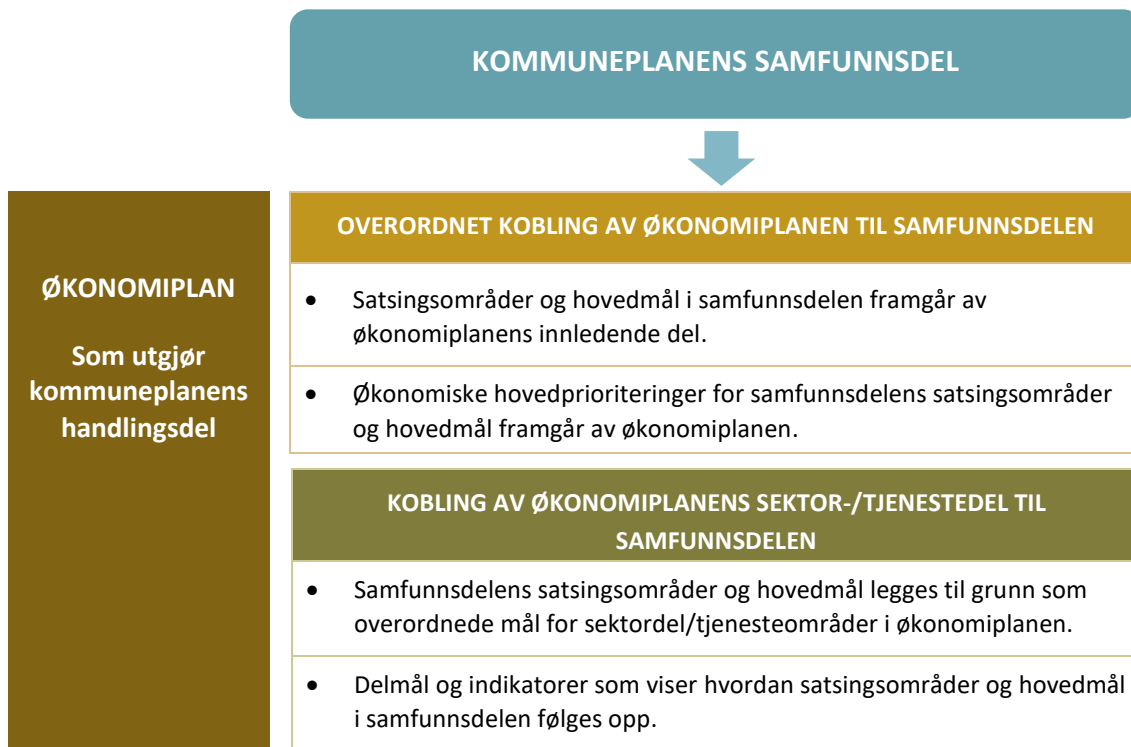 KOMMUNEPLANENS SAMFUNNSDEL
ØKONOMIPLAN
Som utgjør
kommuneplanens
handlingsdel
OVERORDNET KOBLING AV ØKONOMIPLANEN TIL SAMFUNNSDELEN
• Satsingsområder og hovedmål i samfunnsdelen framgår av
økonomiplanens innledende del.
• Økonomiske hovedprioriteringer for samfunnsdelens satsingsområder
og hovedmål framgår av økonomiplanen.
KOBLING AV ØKONOMIPLANENS SEKTOR-/TJENESTEDEL TIL
SAMFUNNSDELEN
• Samfunnsdelens satsingsområder og hovedmål legges til grunn som
overordnede mål for sektordel/tjenesteområder i økonomiplanen.
• Delmål og indikatorer som viser hvordan satsingsområder og hovedmål
i samfunnsdelen følges opp.